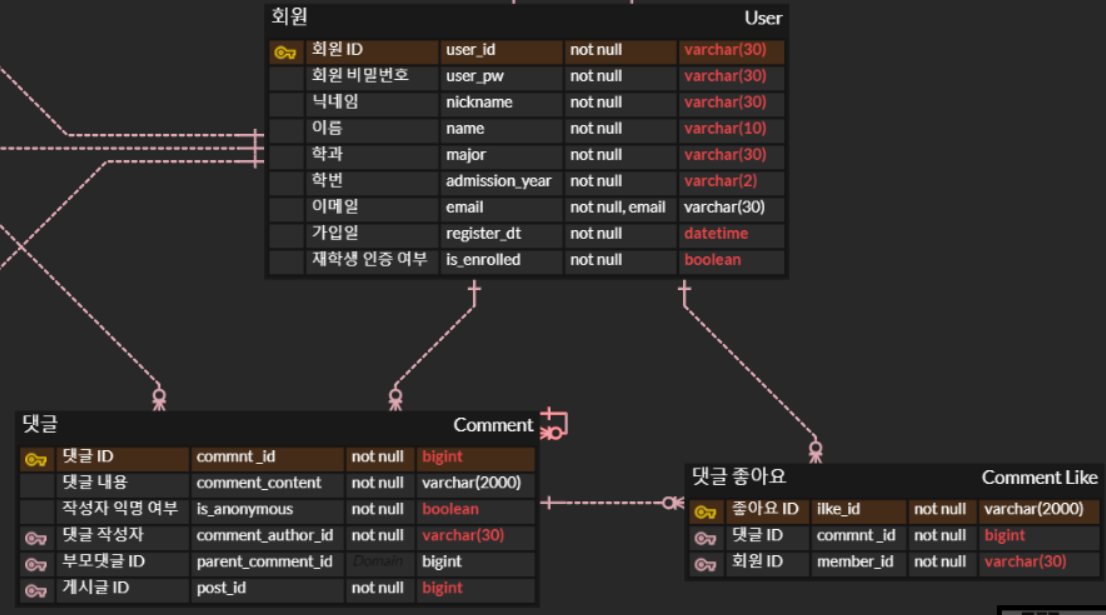 회원 User
회원 ID user_id not null varchar(30)
회원 비밀번호 user_pw not null varchar(30)
닉네임 nickname not null varchar(30)
이름 name not null varchar(10)
학과 major not null varchar(30)
학번 admission_year not null varchar(2)
이메일 email not null, email varchar(30)
가입일 register_dt not null datetime
재학생 인증 여부 is_enrolled not null boolean
댓글 Comment
댓글 ID commnt_id not null bigint
댓글 내용 comment_content not null varchar(2000)
작성자 익명 여부 is_anonymous not null boolean
댓글 작성자 comment_author_id not null varchar(30)
부모댓글 ID parent_comment_id Domain bigint
게시글 ID post_id not null bigint
댓글 좋아요 Comment Like
좋아요 ID ilke_id not null varchar(2000)
댓글 ID commnt_id not null bigint
회원 ID member_id not null varchar(30)